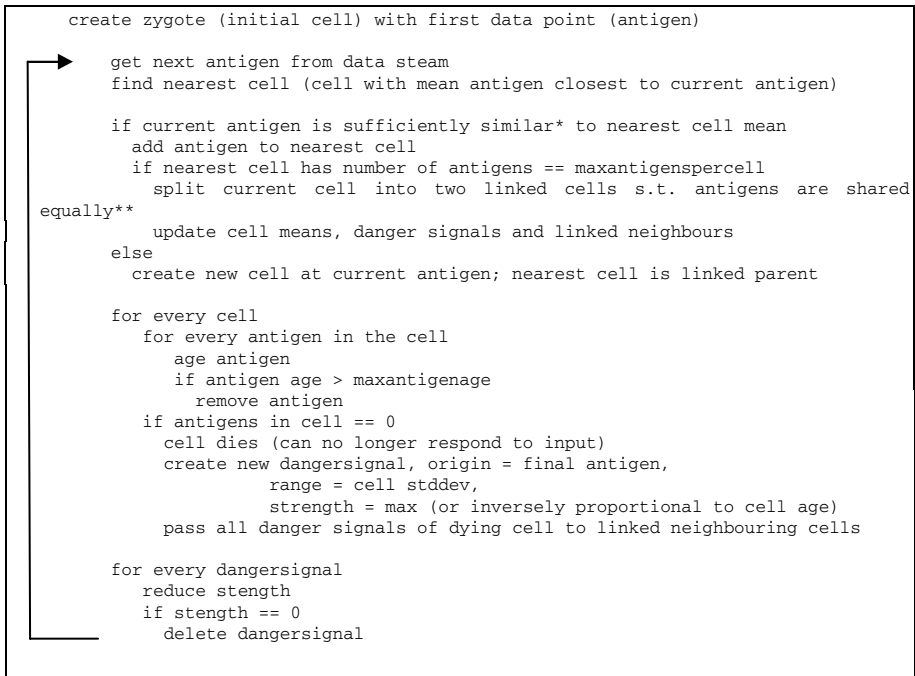 create zygote (initial cell) with first data point (antigen)
get next antigen from data steam
find nearest cell (cell with mean antigen closest to current antigen)
if current antigen is sufficiently similar* to nearest cell mean
add antigen to nearest cell
if nearest cell has number of antigens == maxantigenspercell
split current cell into two linked cells s.t. antigens are shared
equally**
update cell means, danger signals and linked neighbours
else
create new cell at current antigen; nearest cell is linked parent
for every cell
for every antigen in the cell
age antigen
if antigen age > maxantigenage
remove antigen
if antigens in cell == 0
cell dies (can no longer respond to input)
create new dangersignal, origin = final antigen,
range = cell stddev,
strength = max (or inversely proportional to cell age)
pass all danger signals of dying cell to linked neighbouring cells
for every dangersignal
reduce stength
if stength == 0
delete dangersignal